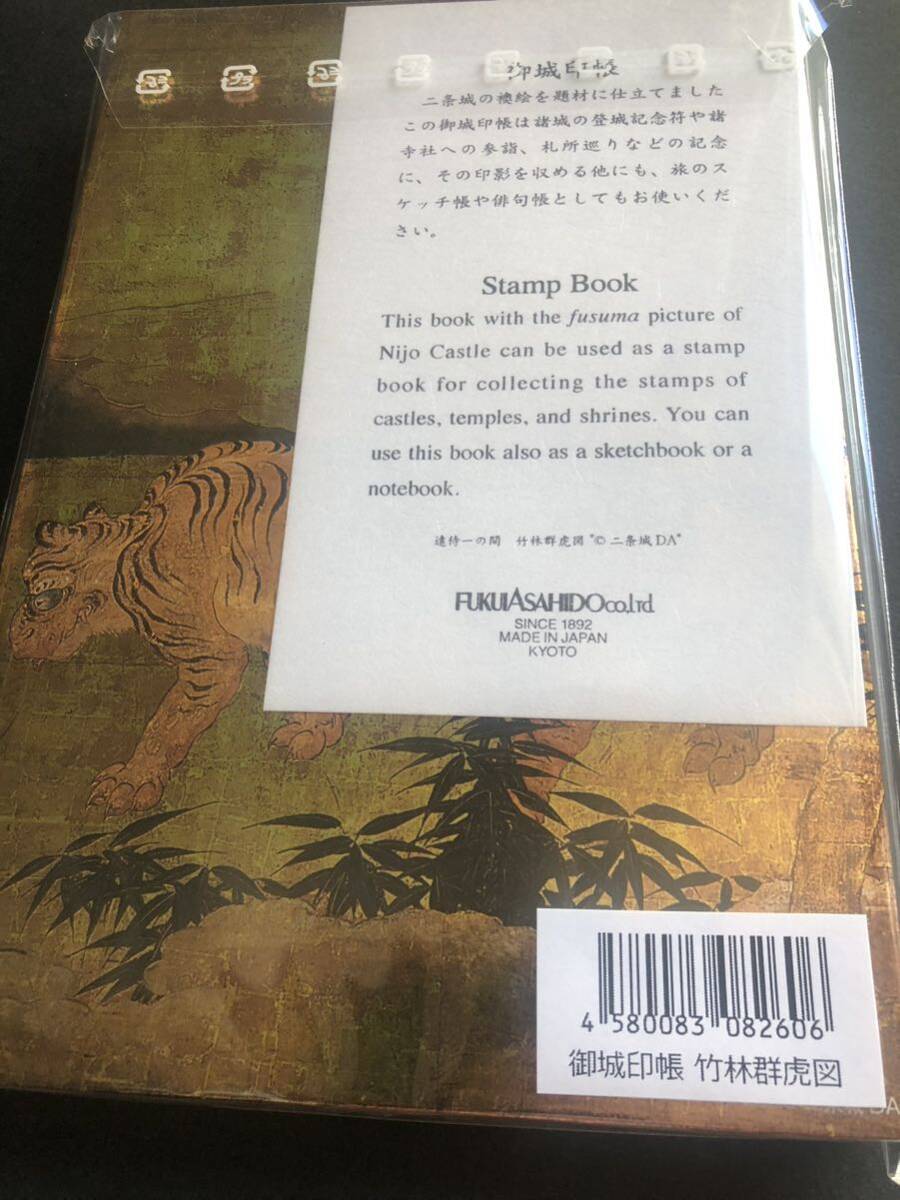 御城印帳
二条城の襖絵を題材に仕立てました
この御城印帳は諸城の登城記念符や諸
寺社への参詣、札所巡りなどの記念
に、その印影を収める他にも、旅のス
ケッチ帳や俳句帳としてもお使いくだ
さい。
Stamp Book
This book with the fusuma picture of
Nijo Castle can be used as a stamp
book for collecting the stamps of
castles, temples, and shrines. You can
use this book also as a sketchbook or a
notebook.
遠侍一の間 竹林群虎図 "© 二条城 DA"
FUKUIASAHIDO co.,ltd
SINCE 1892
MADE IN JAPAN
KYOTO
4 580083 082606
御城印帳 竹林群虎図
DA